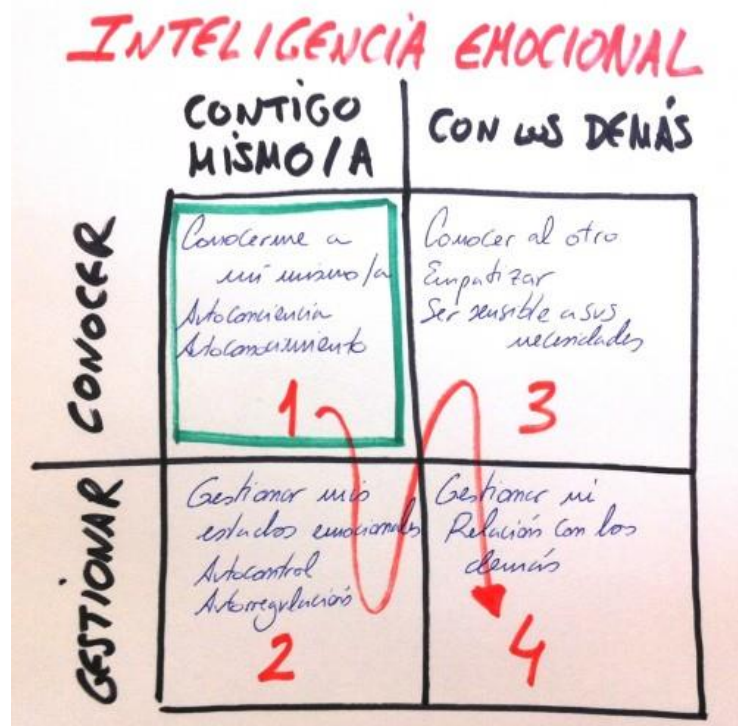 INTELIGENCIA EMOCIONAL
CONTIGO
MISMO/A
CON LOS DEMÁS
CONOCER
Conocerme a
mi mismo/a
Autoconciencia
Autoconocimiento
1
Conocer al otro
Empatizar
Ser sensible a sus
necesidades
3
GESTIONAR
Gestionar mis
estados emocionales
Autocontrol
Autorregulación
2
Gestionar mi
Relación con los
demás
4